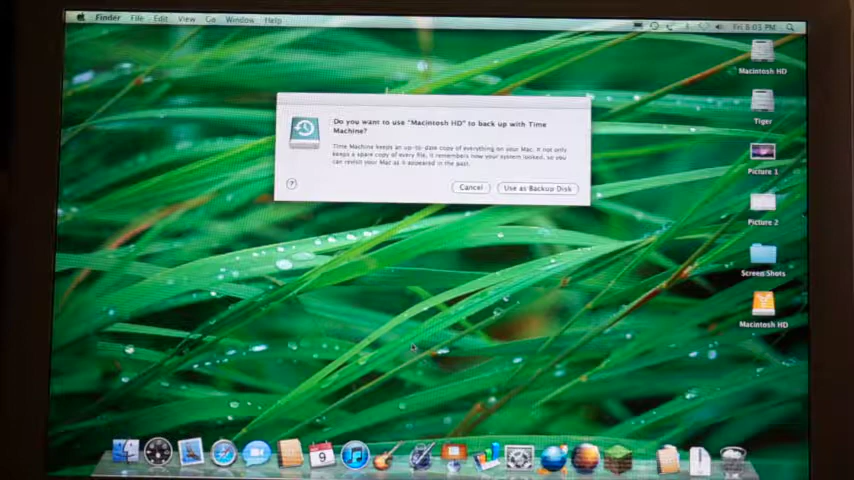 Finder File Edit View Go Window Help
Fri 8:03 PM
Macintosh HD
Do you want to use "Macintosh HD" to back up with Time
Machine?
Time Machine keeps an up-to-date copy of everything on your Mac. It not only
keeps a spare copy of every file, it remembers how your system looked, so you
can revisit your Mac as it appeared in the past.
? Cancel Use as Backup Disk
Tiger
Picture 1
Picture 2
Screen Shots
Macintosh HD
9